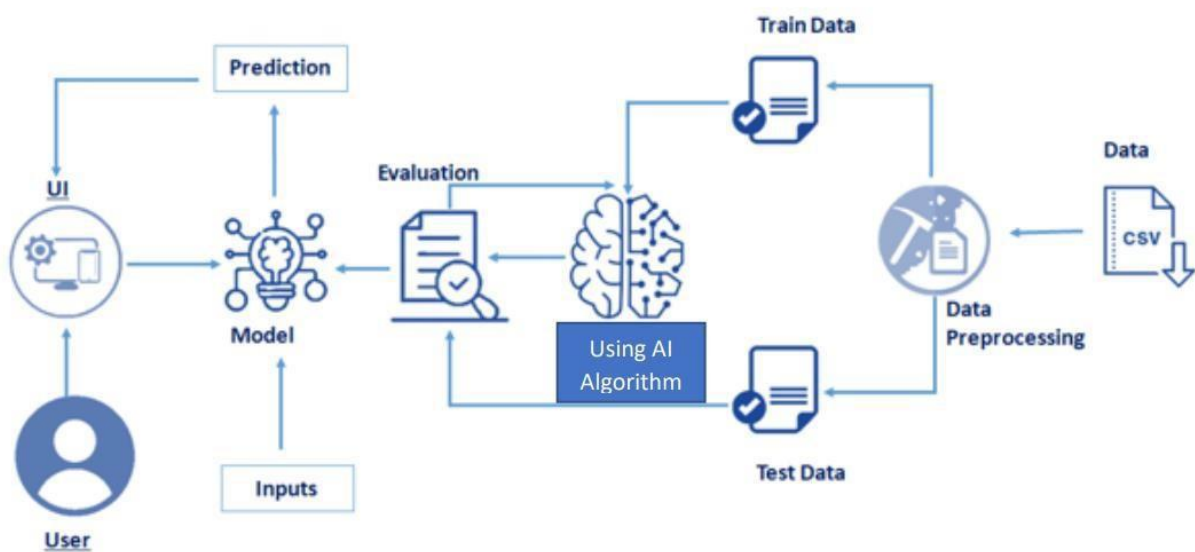 Train Data
Prediction
Data
Evaluation
UI
CSV
Model
Data
Preprocessing
Using AI
Algorithm
Test Data
Inputs
User